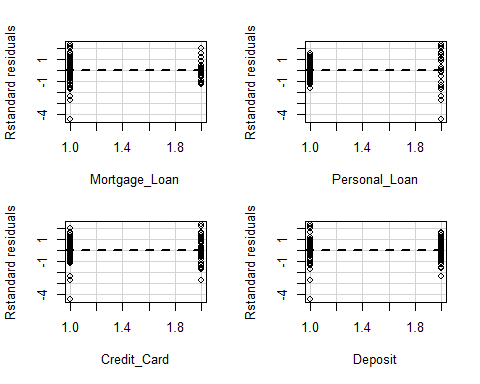 Rstandard residuals
1
-1
-4
1.0 1.4 1.8
Mortgage_Loan
Rstandard residuals
1
-1
-4
1.0 1.4 1.8
Personal_Loan
Rstandard residuals
1
-1
-4
1.0 1.4 1.8
Credit_Card
Rstandard residuals
1
-1
-4
1.0 1.4 1.8
Deposit